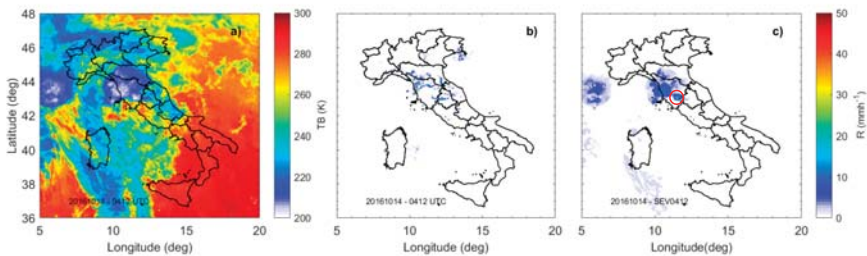 48
46
44
42
40
38
36
Latitude (deg)
a)
20161014 - 0412 UTC
5 10 15 20
Longitude (deg)
300
280
260
240
220
200
TB (K)
b)
20161014 - 0412 UTC
5 10 15 20
Longitude (deg)
c)
20161014 - SEV0412
5 10 15 20
Longitude(deg)
50
40
30
20
10
0
R (mmh⁻¹)